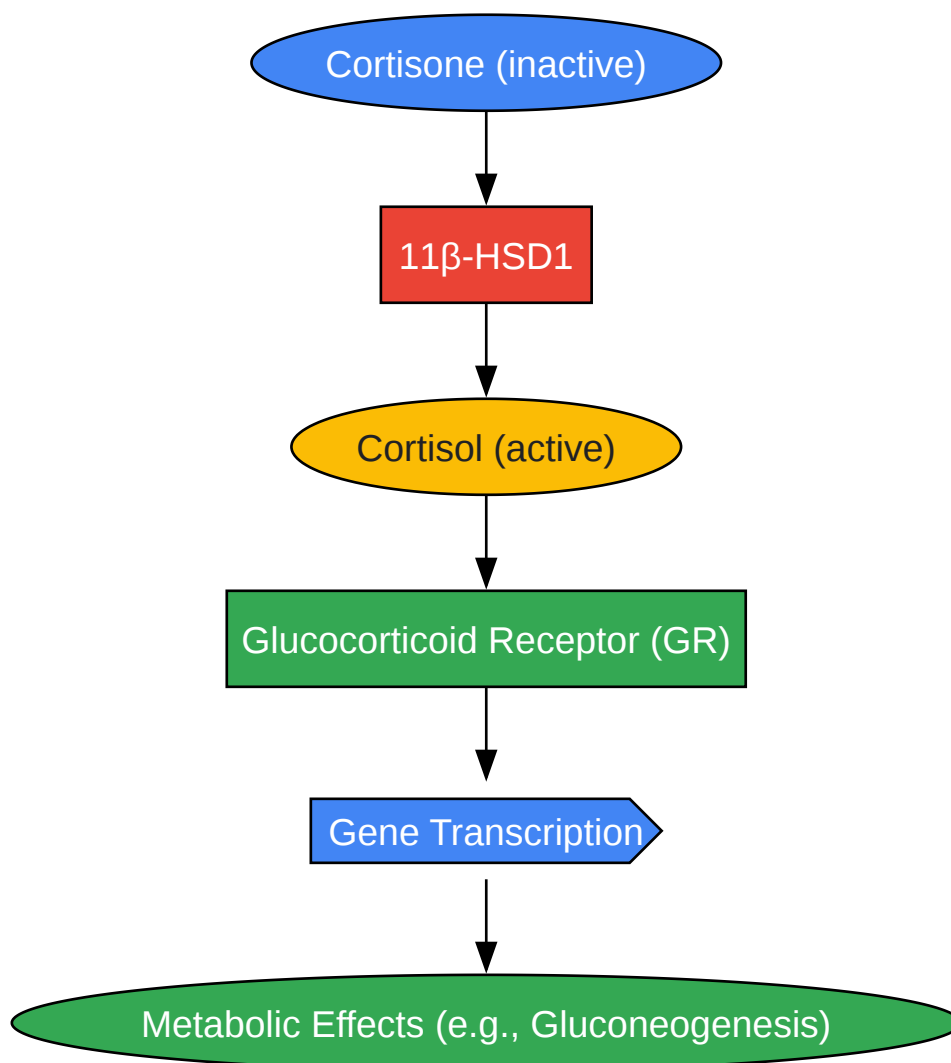 Cortisone (inactive)
11β-HSD1
Cortisol (active)
Glucocorticoid Receptor (GR)
Gene Transcription
Metabolic Effects (e.g., Gluconeogenesis)